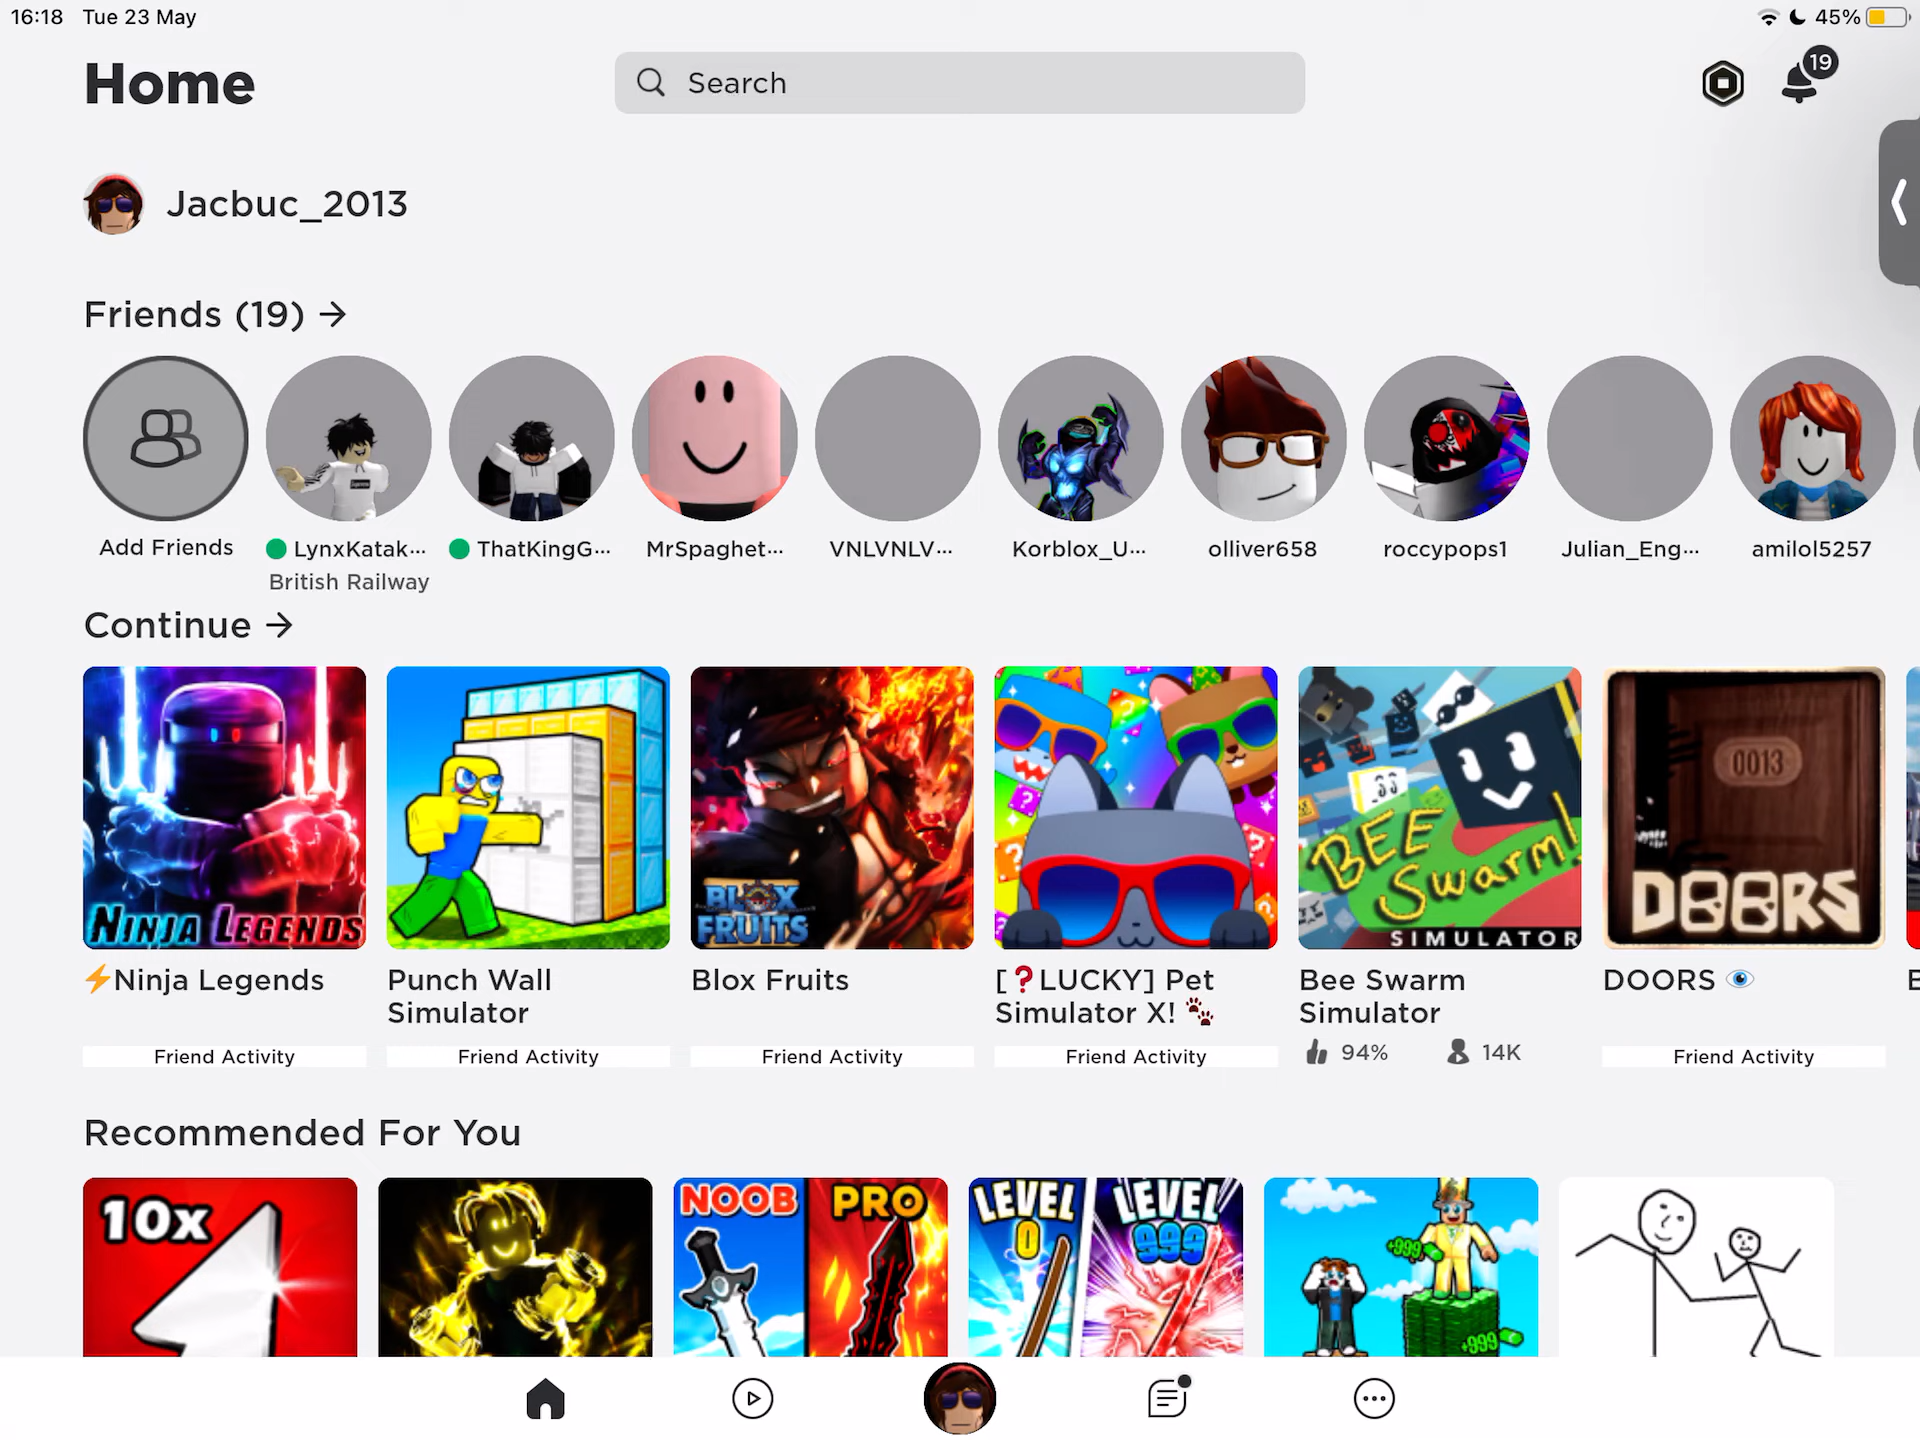 16:18 Tue 23 May
45%
Home
Search
19
Jacbuc_2013
Friends (19) →
Add Friends
LynxKatak...
British Railway
ThatKingG...
MrSpaghet...
VNLVNLV...
Korblox_U...
olliver658
roccypops1
Julian_Eng...
amilol5257
Continue →
NINJA LEGENDS
BLOX
FRUITS
BEE
Swarm!
SIMULATOR
0013
DOORS
⚡Ninja Legends
Friend Activity
Punch Wall
Simulator
Friend Activity
Blox Fruits
Friend Activity
[❓LUCKY] Pet
Simulator X! 🐾
Friend Activity
Bee Swarm
Simulator
94% 14K
DOORS 👁️
Friend Activity
Recommended For You
10x
NOOB PRO
LEVEL
0
LEVEL
999
+999
+999